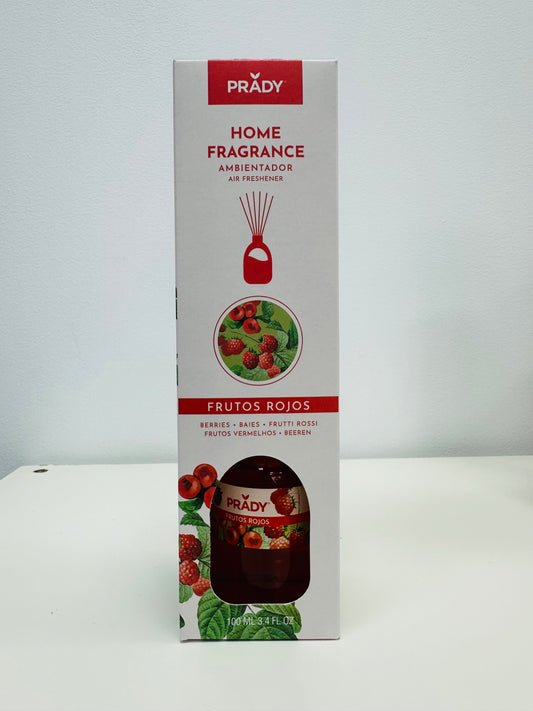 PRADY
HOME
FRAGRANCE
AMBIENTADOR
AIR FRESHENER
FRUTOS ROJOS
BERRIES • BAIES • FRUTTI ROSSI
FRUTOS VERMELHOS • BEEREN
PRADY
FRUTOS ROJOS
100 ML 3.4 FL OZ